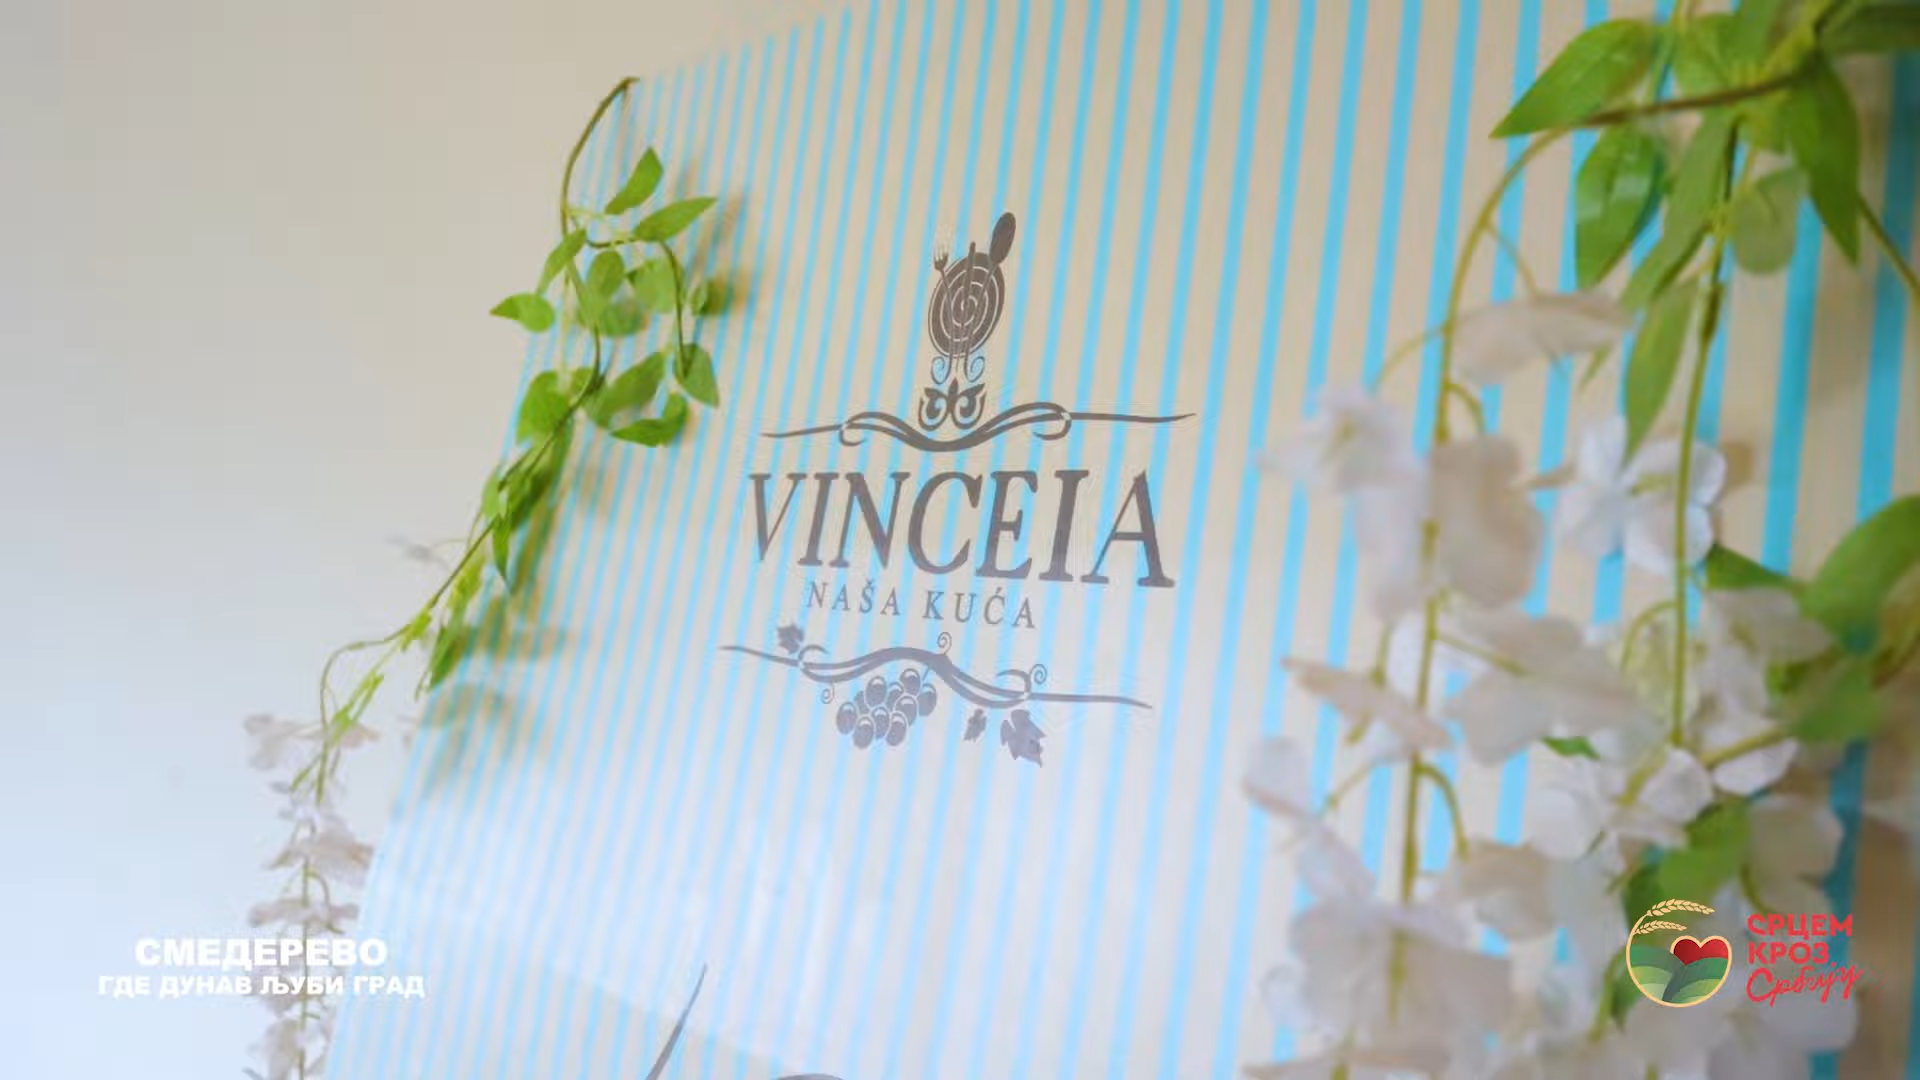 VINCEIA
NAŠA KUĆA
СМЕДЕРЕВО
ГДЕ ДУНАВ ЉУБИ ГРАД
СРЦЕМ
КРОЗ
Србију